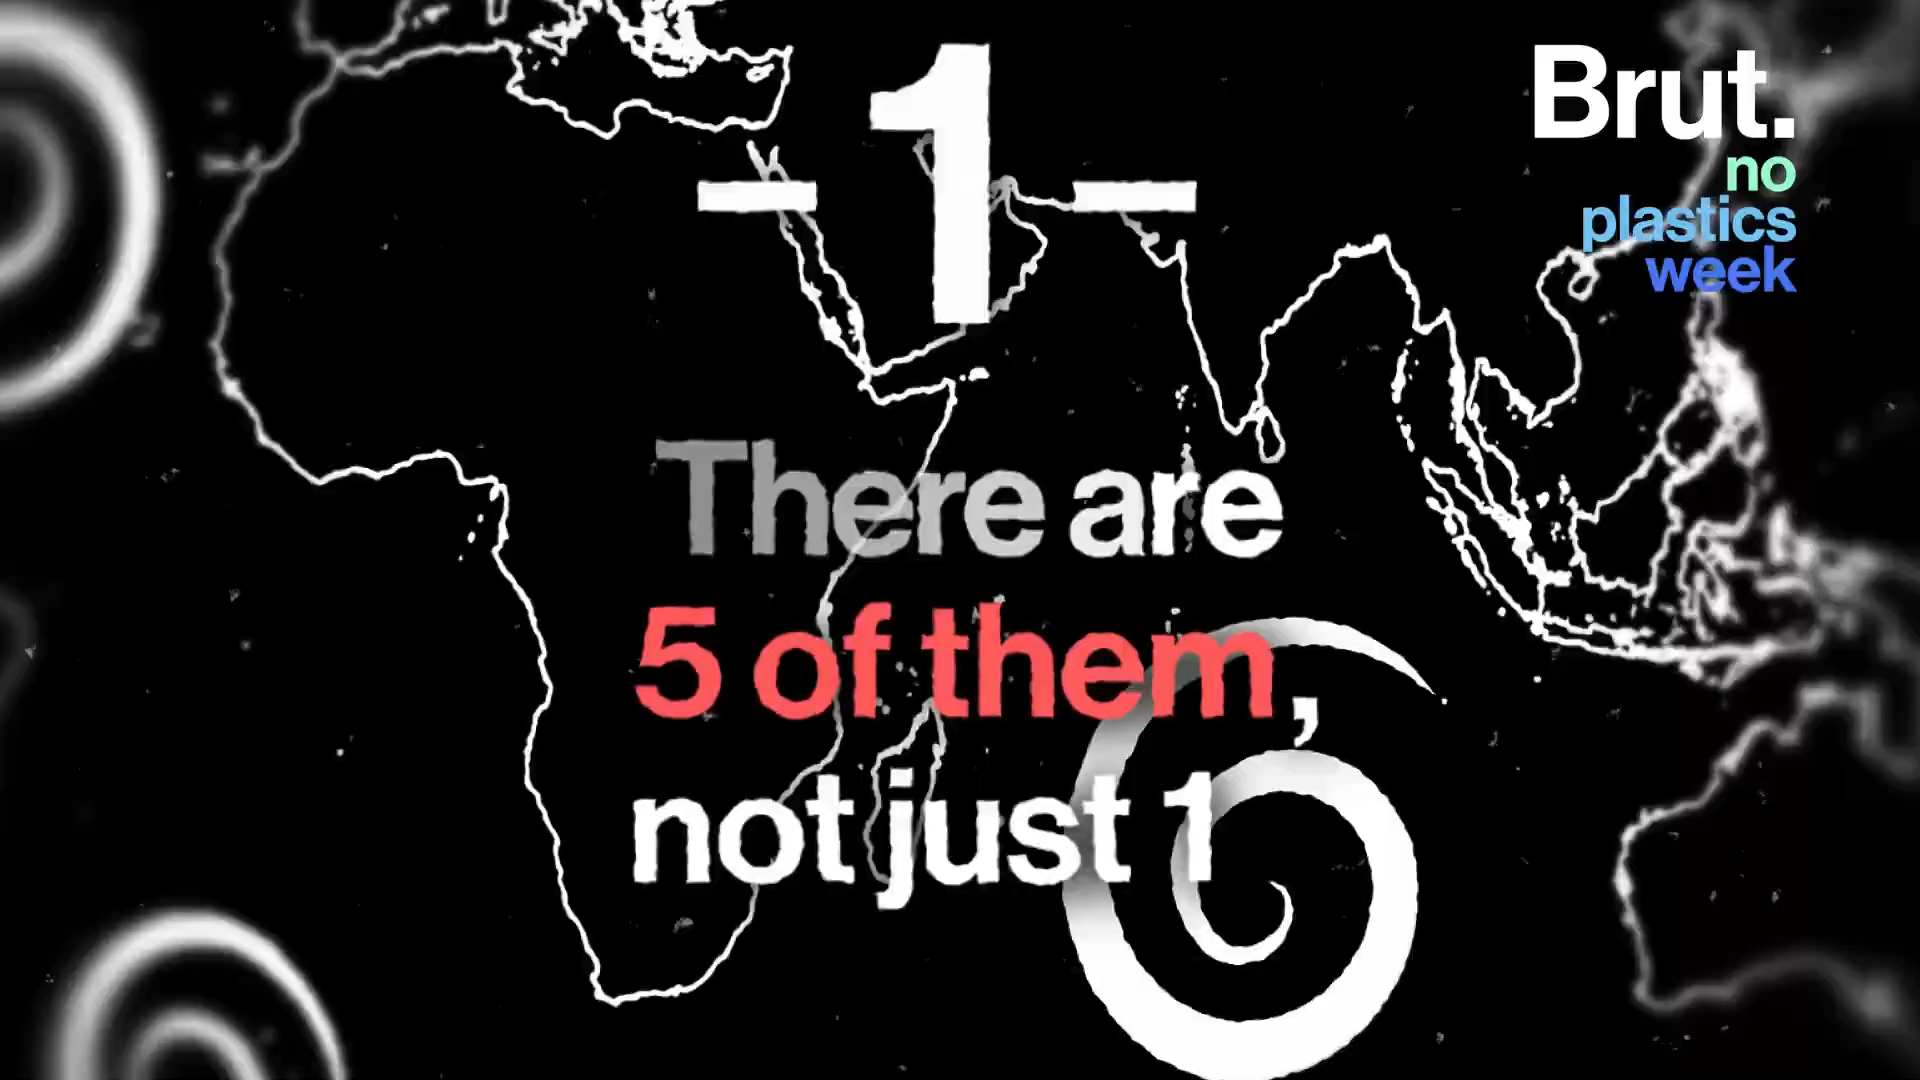 Brut.
no
plastics
week
– 1 –
There are
5 of them,
not just 1